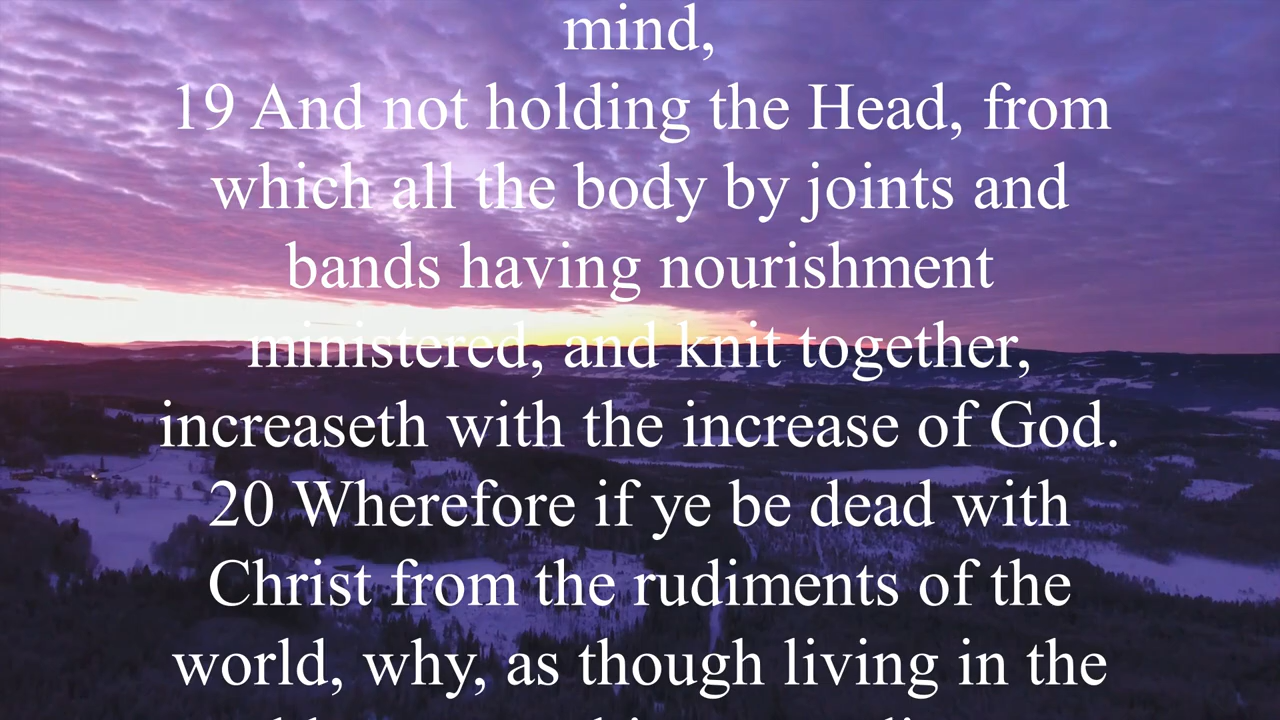 mind,
19 And not holding the Head, from
which all the body by joints and
bands having nourishment
ministered, and knit together,
increaseth with the increase of God.
20 Wherefore if ye be dead with
Christ from the rudiments of the
world, why, as though living in the